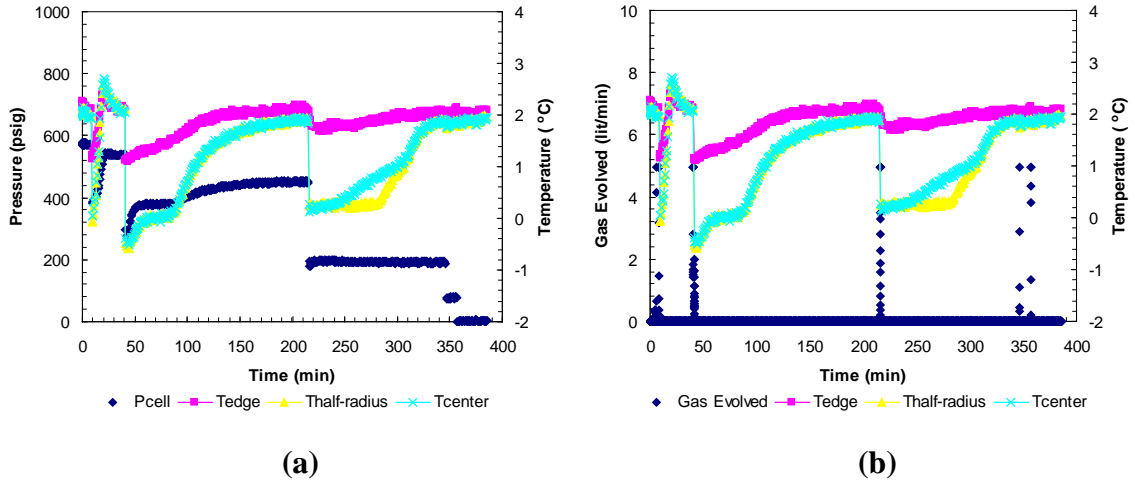 1000
800
600
400
200
0
Pressure (psig)
4
3
2
1
0
-1
-2
Temperature ( °C)
0 50 100 150 200 250 300 350 400
Time (min)
Pcell Tedge Thalf-radius Tcenter
(a)
10
8
6
4
2
0
Gas Evolved (lit/min)
4
3
2
1
0
-1
-2
Temperature ( °C)
0 50 100 150 200 250 300 350 400
Time (min)
Gas Evolved Tedge Thalf-radius Tcenter
(b)